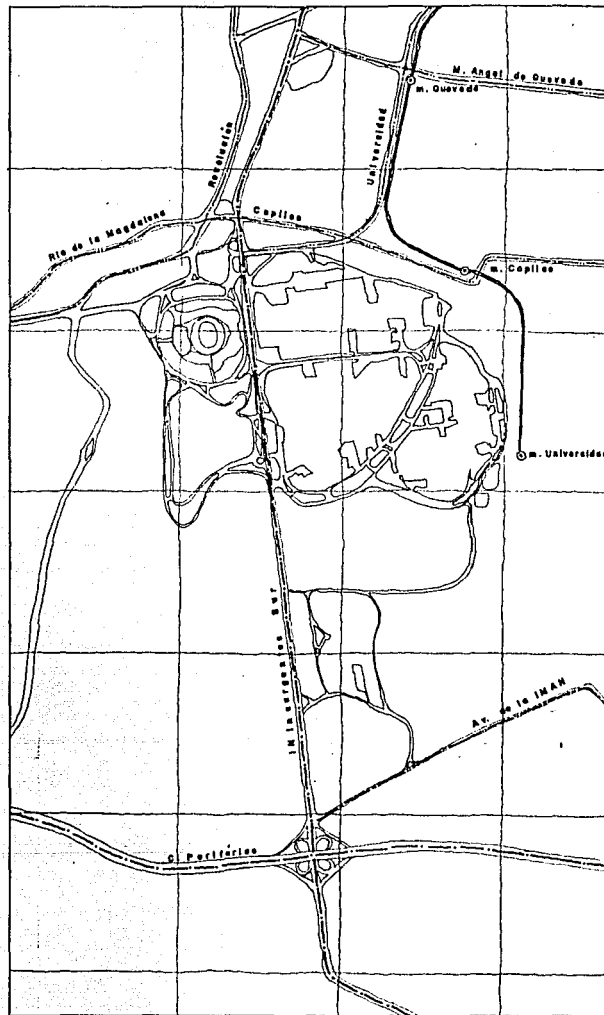 M. Angel de Quevedo
m. Quevedo
Universidad
Revolución
Copilco
Río de la Magdalena
m. Copilco
m. Universidad
Insurgentes Sur
Av. de la IMAN
C. Periférico